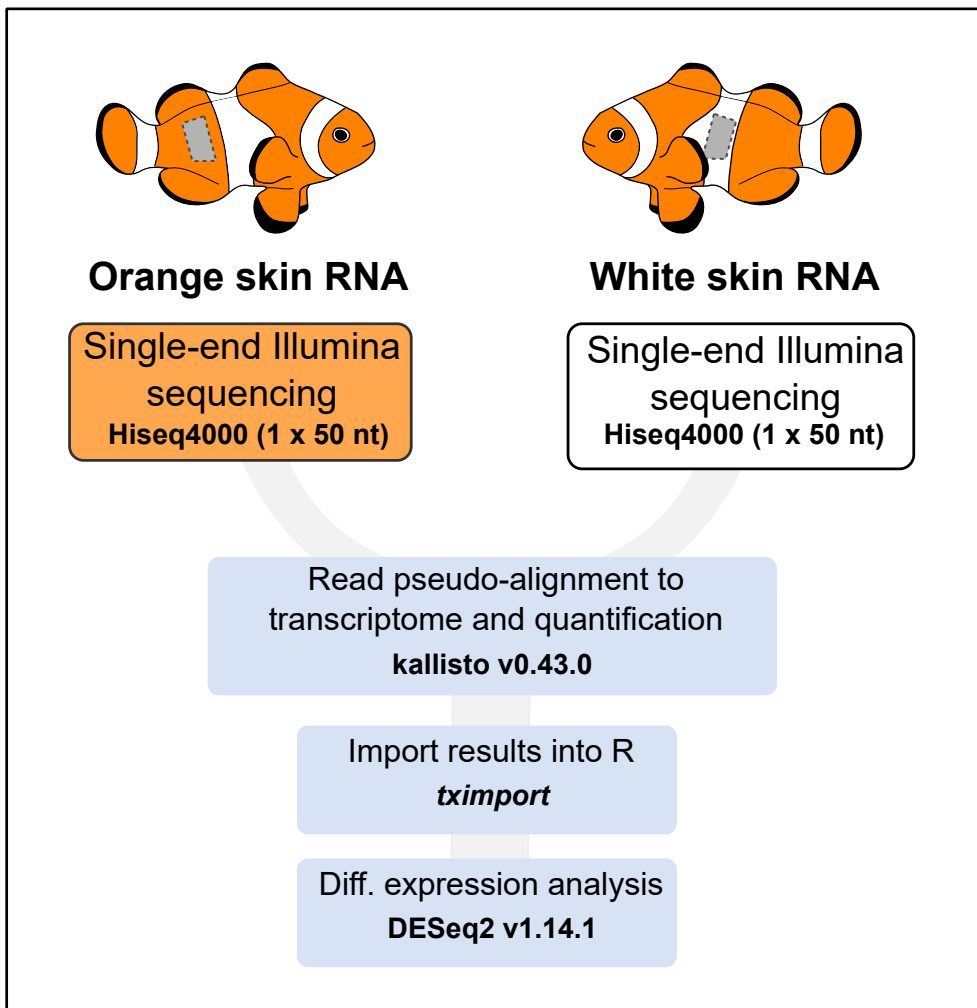 Orange skin RNA
Single-end Illumina
sequencing
Hiseq4000 (1 x 50 nt)
White skin RNA
Single-end Illumina
sequencing
Hiseq4000 (1 x 50 nt)
Read pseudo-alignment to
transcriptome and quantification
kallisto v0.43.0
Import results into R
tximport
Diff. expression analysis
DESeq2 v1.14.1